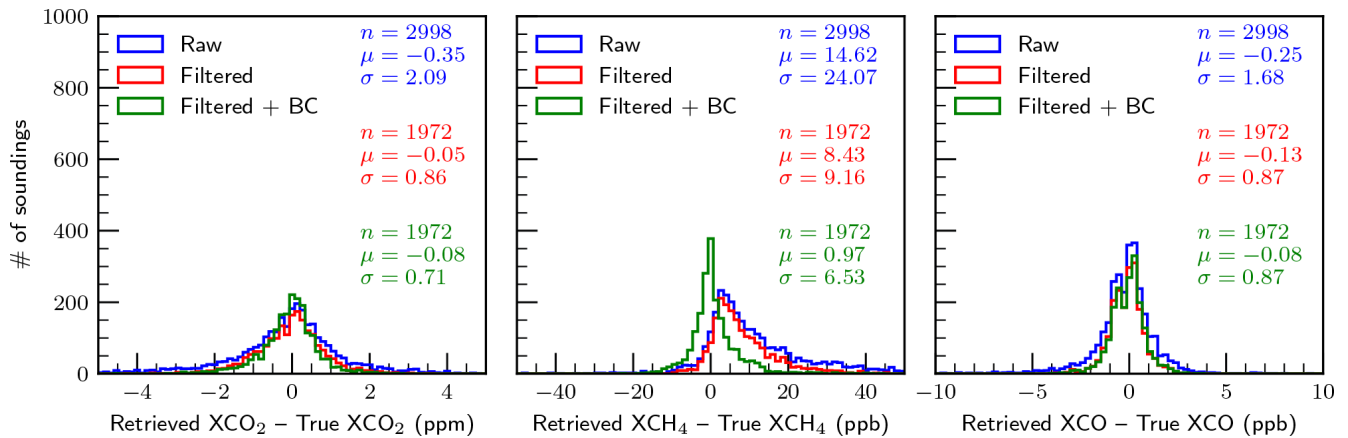 # of soundings
1000
800
600
400
200
0
Raw
Filtered
Filtered + BC
n = 2998
μ = −0.35
σ = 2.09
n = 1972
μ = −0.05
σ = 0.86
n = 1972
μ = −0.08
σ = 0.71
−4 −2 0 2 4
Retrieved XCO₂ – True XCO₂ (ppm)
Raw
Filtered
Filtered + BC
n = 2998
μ = 14.62
σ = 24.07
n = 1972
μ = 8.43
σ = 9.16
n = 1972
μ = 0.97
σ = 6.53
−40 −20 0 20 40
Retrieved XCH₄ – True XCH₄ (ppb)
Raw
Filtered
Filtered + BC
n = 2998
μ = −0.25
σ = 1.68
n = 1972
μ = −0.13
σ = 0.87
n = 1972
μ = −0.08
σ = 0.87
−10 −5 0 5 10
Retrieved XCO – True XCO (ppb)